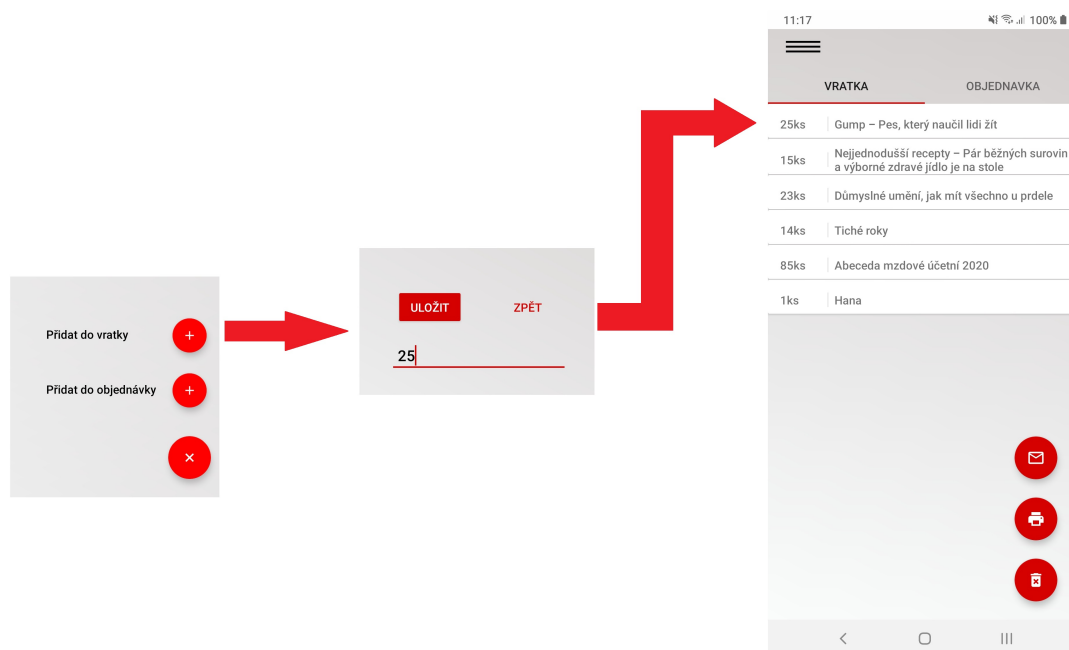 Přidat do vratky
Přidat do objednávky
ULOŽIT ZPĚT
25
11:17 100%
VRATKA OBJEDNAVKA
25ks Gump – Pes, který naučil lidi žít
15ks Nejjednodušší recepty – Pár běžných surovin
a výborné zdravé jídlo je na stole
23ks Důmyslné umění, jak mít všechno u prdele
14ks Tiché roky
85ks Abeceda mzdové účetní 2020
1ks Hana